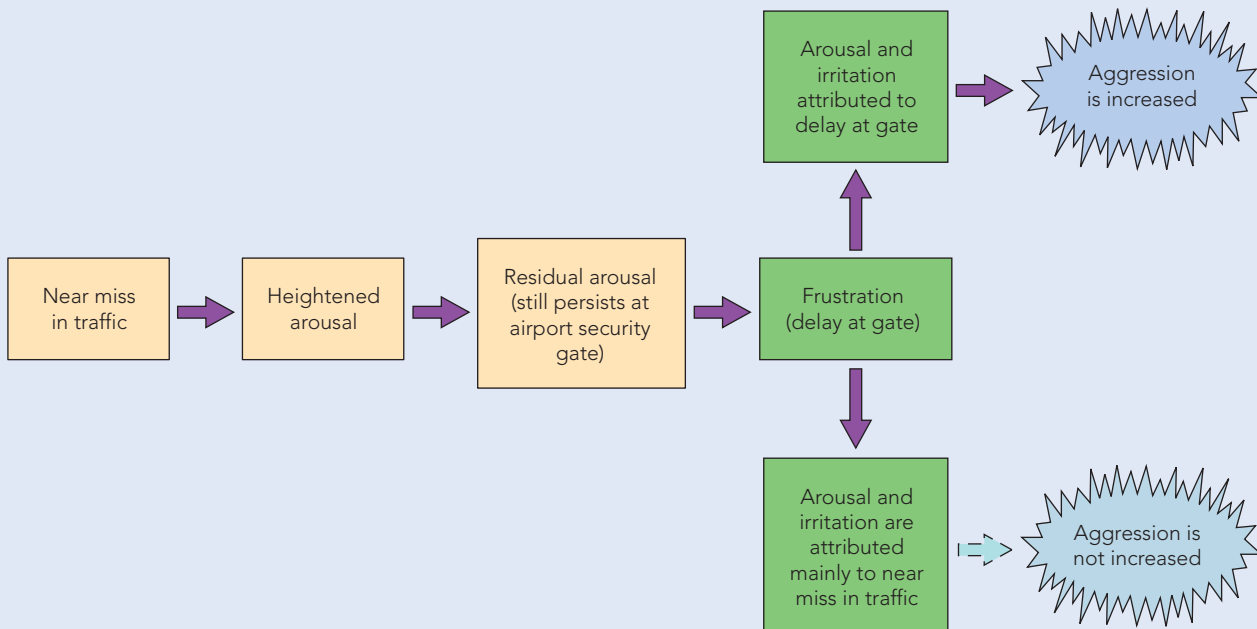 Arousal and
irritation
attributed to
delay at gate
Aggression
is increased
Near miss
in traffic
Heightened
arousal
Residual arousal
(still persists at
airport security
gate)
Frustration
(delay at gate)
Arousal and
irritation are
attributed
mainly to near
miss in traffic
Aggression is
not increased